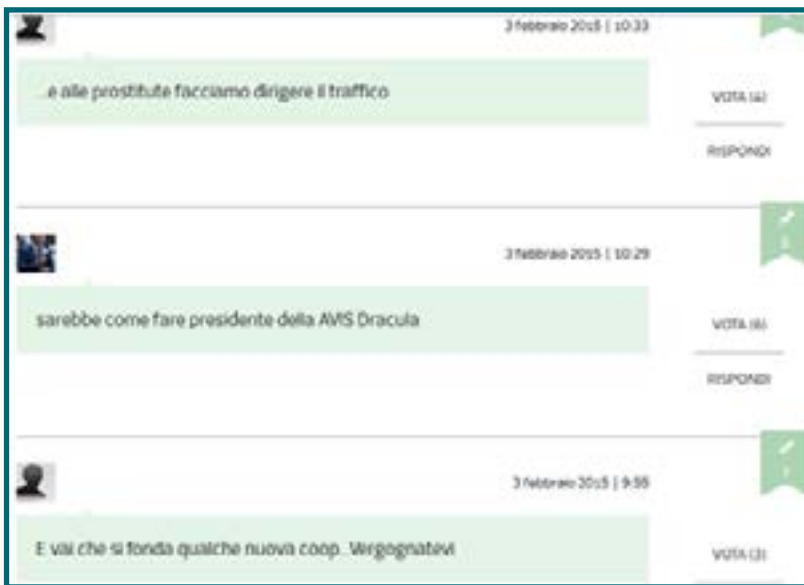 3 febbraio 2015 | 10:33
...e alle prostitute facciamo dirigere il traffico
VOTA (4)
RISPONDI
3 febbraio 2015 | 10:29
sarebbe come fare presidente della AVIS Dracula
VOTA (6)
RISPONDI
3 febbraio 2015 | 9:55
E vai che si fonda qualche nuova coop. Vergognatevi
VOTA (3)